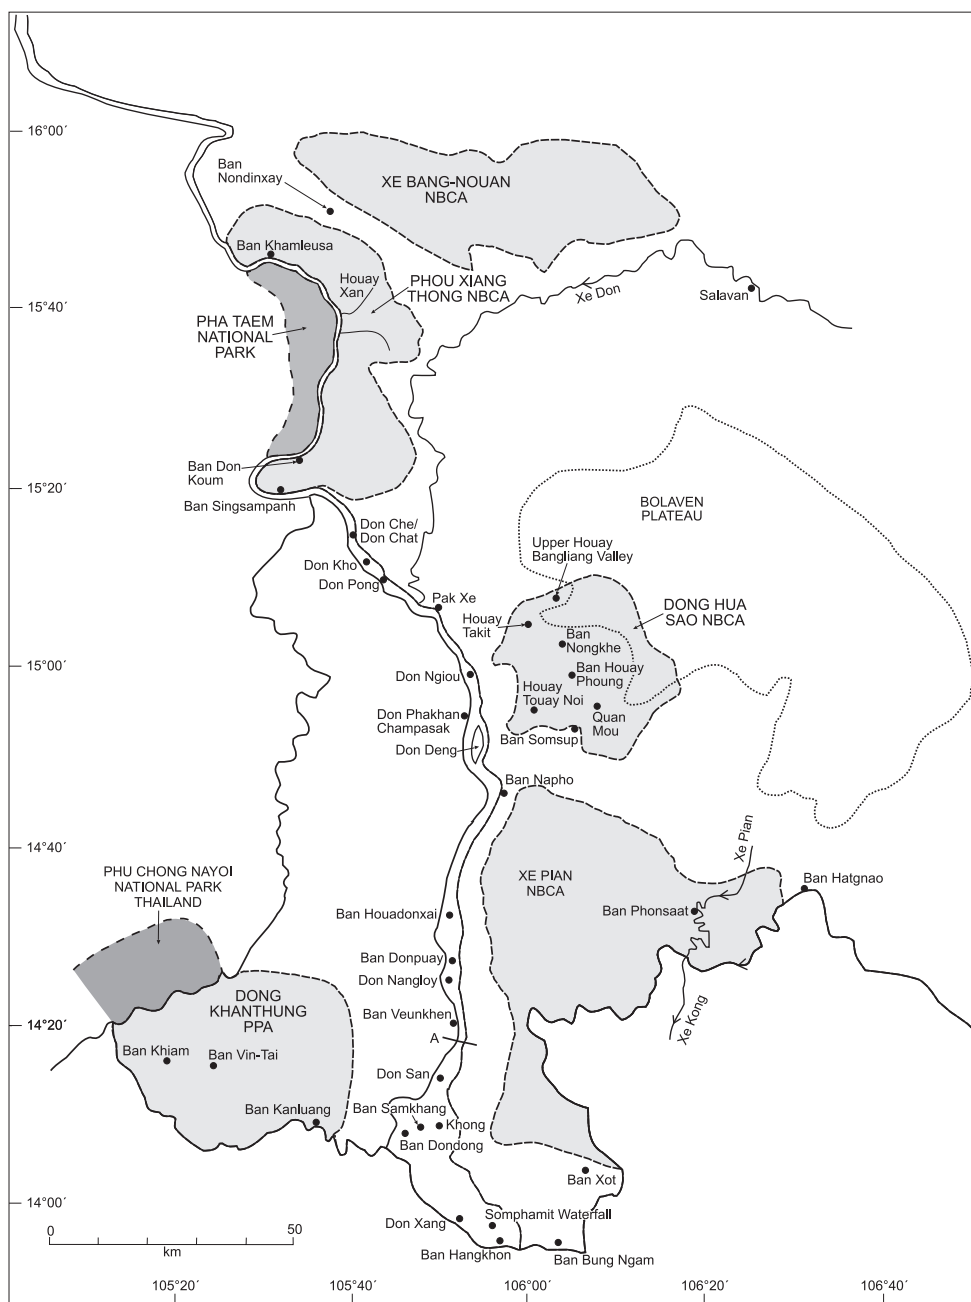 16°00´
Ban
Nondinxay
XE BANG-NOUAN
NBCA
Ban Khamleusa
Houay
Xan
PHOU XIANG
THONG NBCA
Xe Don
Salavan
15°40´
PHA TAEM
NATIONAL
PARK
Ban Don
Koum
15°20´
Ban Singsampanh
BOLAVEN
PLATEAU
Don Che/
Don Chat
Upper Houay
Bangliang Valley
Don Kho
Don Pong
Pak Xe
Houay
Takit
DONG HUA
SAO NBCA
Ban
Nongkhe
15°00´
Don Ngiou
Ban Houay
Phoung
Houay
Touay Noi
Don Phakhan
Champasak
Quan
Mou
Don Deng
Ban Somsup
Ban Napho
14°40´
Xe Pian
PHU CHONG NAYOI
NATIONAL PARK
THAILAND
XE PIAN
NBCA
Ban Hatgnao
Ban Phonsaat
Ban Houadonxai
Ban Donpuay
Don Nangloy
DONG
KHANTHUNG
PPA
Ban Veunkhen
Xe Kong
14°20´
A
Ban Khiam
Ban Vin-Tai
Don San
Ban Samkhang
Ban Kanluang
Khong
Ban Dondong
Ban Xot
14°00´
Somphamit Waterfall
Don Xang
0
50
km
Ban Hangkhon
Ban Bung Ngam
105°20´
105°40´
106°00´
106°20´
106°40´